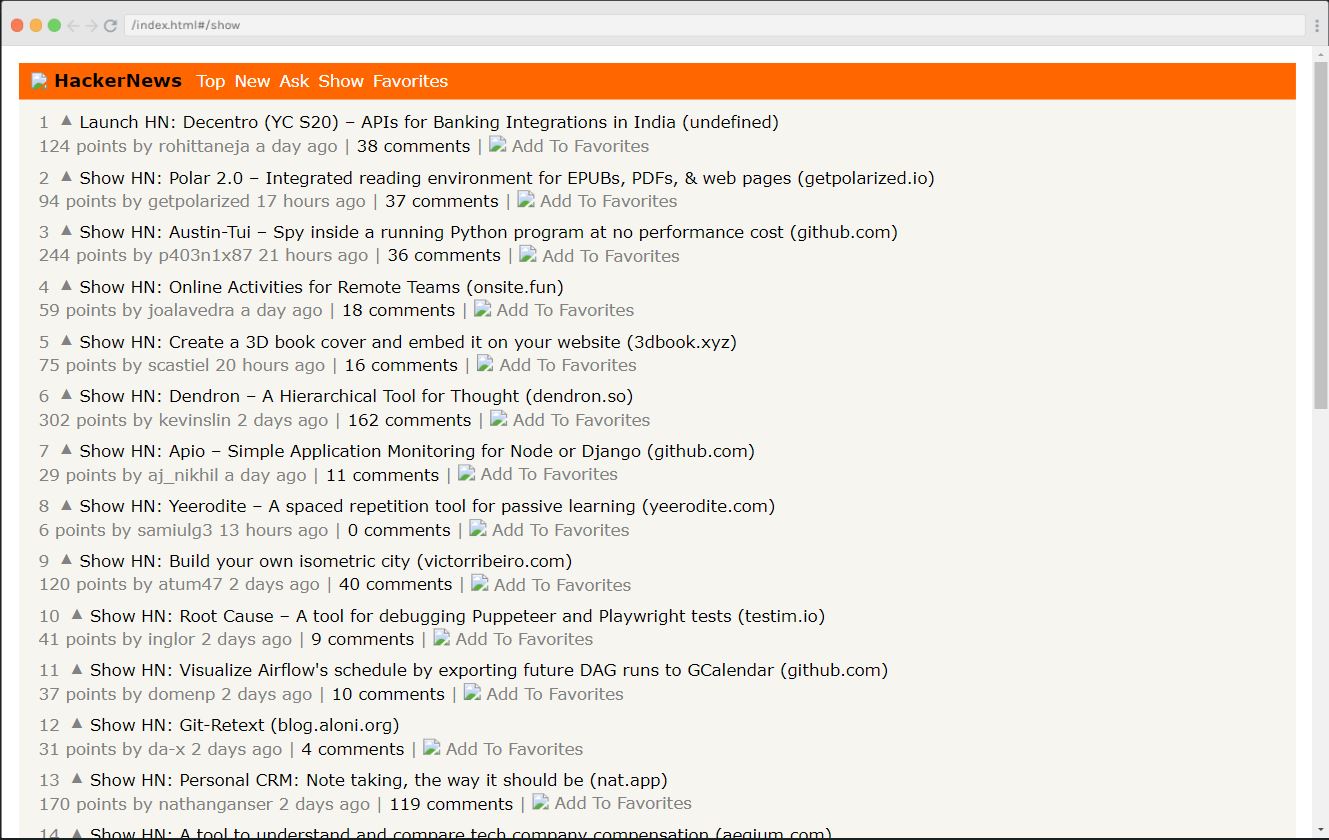 /index.html#/show
HackerNews Top New Ask Show Favorites
1 ▲ Launch HN: Decentro (YC S20) – APIs for Banking Integrations in India (undefined)
124 points by rohittaneja a day ago | 38 comments | Add To Favorites
2 ▲ Show HN: Polar 2.0 – Integrated reading environment for EPUBs, PDFs, & web pages (getpolarized.io)
94 points by getpolarized 17 hours ago | 37 comments | Add To Favorites
3 ▲ Show HN: Austin-Tui – Spy inside a running Python program at no performance cost (github.com)
244 points by p403n1x87 21 hours ago | 36 comments | Add To Favorites
4 ▲ Show HN: Online Activities for Remote Teams (onsite.fun)
59 points by joalavedra a day ago | 18 comments | Add To Favorites
5 ▲ Show HN: Create a 3D book cover and embed it on your website (3dbook.xyz)
75 points by scastiel 20 hours ago | 16 comments | Add To Favorites
6 ▲ Show HN: Dendron – A Hierarchical Tool for Thought (dendron.so)
302 points by kevinslin 2 days ago | 162 comments | Add To Favorites
7 ▲ Show HN: Apio – Simple Application Monitoring for Node or Django (github.com)
29 points by aj_nikhil a day ago | 11 comments | Add To Favorites
8 ▲ Show HN: Yeerodite – A spaced repetition tool for passive learning (yeerodite.com)
6 points by samiulg3 13 hours ago | 0 comments | Add To Favorites
9 ▲ Show HN: Build your own isometric city (victorribeiro.com)
120 points by atum47 2 days ago | 40 comments | Add To Favorites
10 ▲ Show HN: Root Cause – A tool for debugging Puppeteer and Playwright tests (testim.io)
41 points by inglor 2 days ago | 9 comments | Add To Favorites
11 ▲ Show HN: Visualize Airflow's schedule by exporting future DAG runs to GCalendar (github.com)
37 points by domenp 2 days ago | 10 comments | Add To Favorites
12 ▲ Show HN: Git-Retext (blog.aloni.org)
31 points by da-x 2 days ago | 4 comments | Add To Favorites
13 ▲ Show HN: Personal CRM: Note taking, the way it should be (nat.app)
170 points by nathanganser 2 days ago | 119 comments | Add To Favorites
14 ▲ Show HN: A tool to understand and compare tech company compensation (aeqium.com)